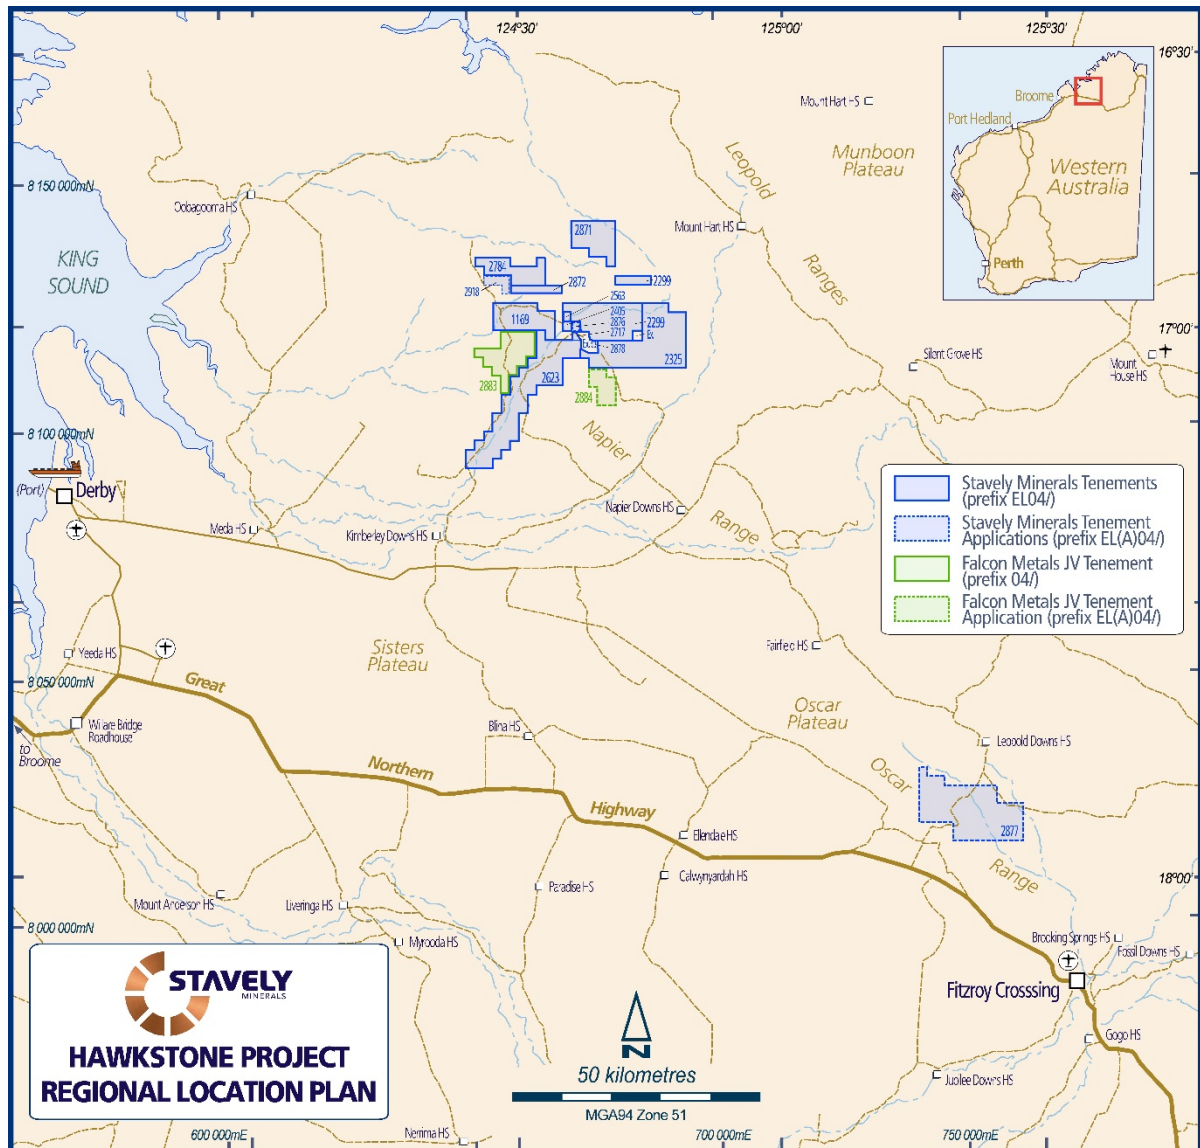 124°30'
125°00'
125°30'
16°30'
Mount Hart HS
Munboon
Plateau
Leopold
Ranges
Broome
Port Hedland
Western
Australia
Perth
8 150 000mN
Oobagooma HS
KING
SOUND
2871
Mount Hart HS
2784
2918
2872
2299
2563
2405
2876
2299
2717
Ex
2878
1169
2325
2623
2883
2884
17°00'
Silent Grove HS
Mount
House HS
8 100 000mN
Napier
Range
(Port)
Derby
Meda HS
Kimberley Downs HS
Napier Downs HS
Stavely Minerals Tenements
(prefix EL04/)
Stavely Minerals Tenement
Applications (prefix EL(A)04/)
Falcon Metals JV Tenement
(prefix 04/)
Falcon Metals JV Tenement
Application (prefix EL(A)04/)
Sisters
Plateau
Fairfield HS
Yeeda HS
8 050 000mN
Great
Northern
Highway
Willare Bridge
Roadhouse
to
Broome
Blina HS
Oscar
Plateau
Leopold Downs HS
Oscar
Range
2877
Ellendale HS
Calwynyardah HS
Paradise HS
18°00'
Mount Anderson HS
Liveringa HS
8 000 000mN
Myrooda HS
Brooking Springs HS
Fossil Downs HS
Fitzroy Crosssing
Gogo HS
Jubilee Downs HS
STAVELY
MINERALS
HAWKSTONE PROJECT
REGIONAL LOCATION PLAN
N
50 kilometres
MGA94 Zone 51
600 000mE
Nerrima HS
700 000mE
750 000mE